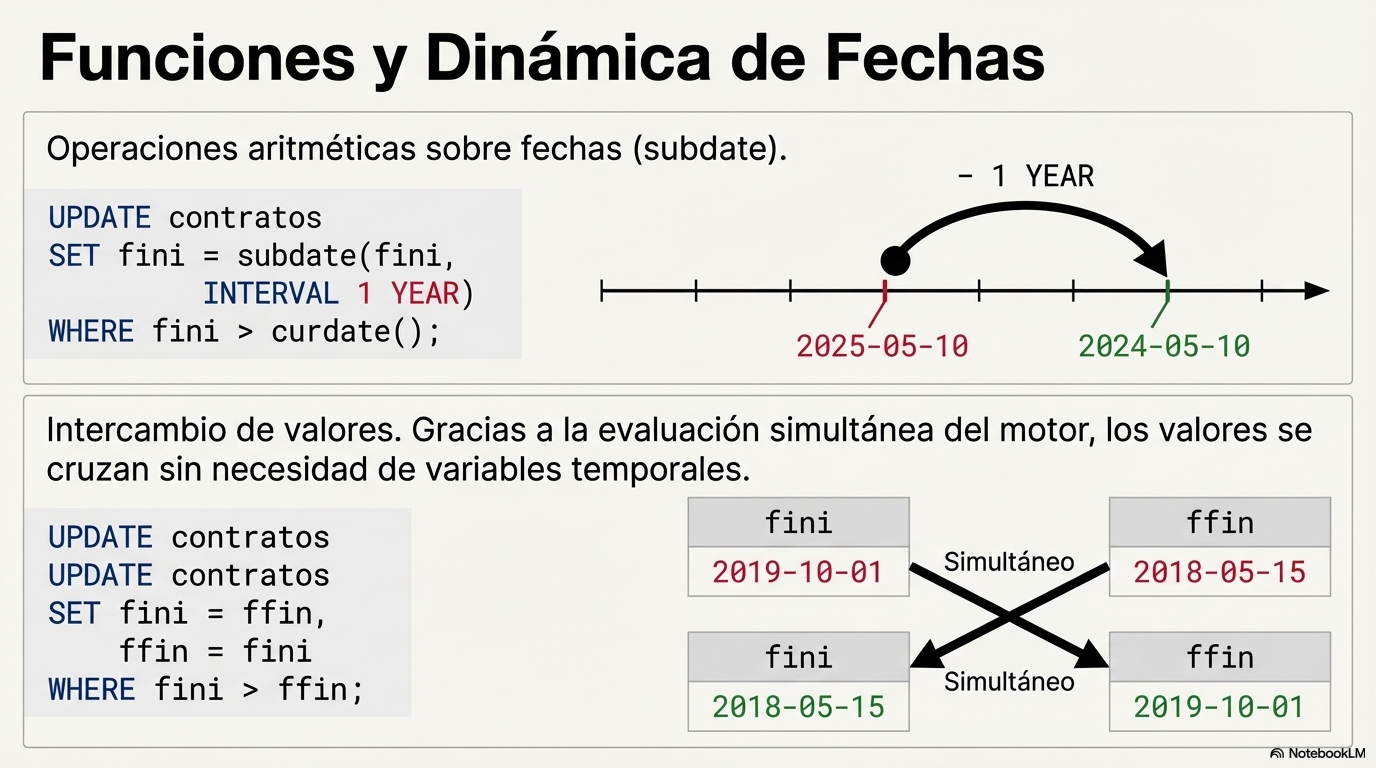 Funciones y Dinámica de Fechas
Operaciones aritméticas sobre fechas (subdate).
UPDATE contratos
SET fini = subdate(fini,
INTERVAL 1 YEAR)
WHERE fini > curdate();
− 1 YEAR
2025-05-10
2024-05-10
Intercambio de valores. Gracias a la evaluación simultánea del motor, los valores se
cruzan sin necesidad de variables temporales.
UPDATE contratos
UPDATE contratos
SET fini = ffin,
ffin = fini
WHERE fini > ffin;
fini
2019-10-01
Simultáneo
ffin
2018-05-15
fini
2018-05-15
Simultáneo
ffin
2019-10-01
NotebookLM